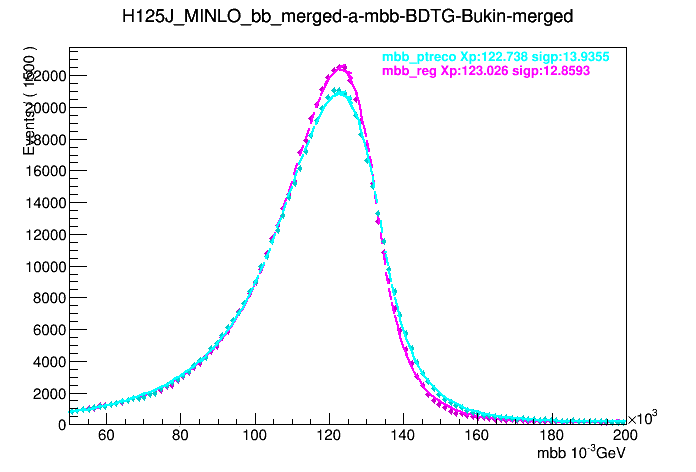 H125J_MINLO_bb_merged-a-mbb-BDTG-Bukin-merged
mbb_ptreco Xp:122.738 sigp:13.9355
mbb_reg Xp:123.026 sigp:12.8593
Events / ( 1500 )
22000
20000
18000
16000
14000
12000
10000
8000
6000
4000
2000
0
60 80 100 120 140 160 180 200
×10³
mbb 10⁻³GeV